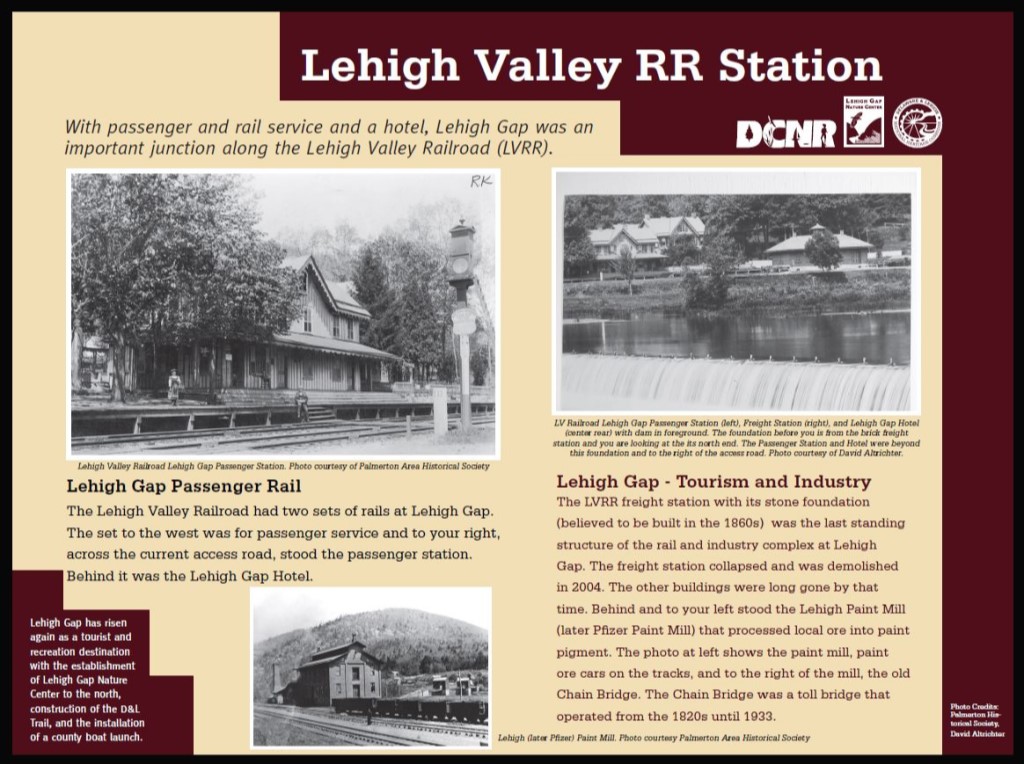 Lehigh Valley RR Station
With passenger and rail service and a hotel, Lehigh Gap was an
important junction along the Lehigh Valley Railroad (LVRR).
DCNR
LEHIGH GAP
NATURE CENTER
RK
Lehigh Valley Railroad Lehigh Gap Passenger Station. Photo courtesy of Palmerton Area Historical Society
Lehigh Gap Passenger Rail
The Lehigh Valley Railroad had two sets of rails at Lehigh Gap.
The set to the west was for passenger service and to your right,
across the current access road, stood the passenger station.
Behind it was the Lehigh Gap Hotel.
Lehigh Gap has risen
again as a tourist and
recreation destination
with the establishment
of Lehigh Gap Nature
Center to the north,
construction of the D&L
Trail, and the installation
of a county boat launch.
LV Railroad Lehigh Gap Passenger Station (left), Freight Station (right), and Lehigh Gap Hotel
(center rear) with dam in foreground. The foundation before you is from the brick freight
station and you are looking at the its north end. The Passenger Station and Hotel were beyond
this foundation and to the right of the access road. Photo courtesy of David Altrichter.
Lehigh Gap - Tourism and Industry
The LVRR freight station with its stone foundation
(believed to be built in the 1860s) was the last standing
structure of the rail and industry complex at Lehigh
Gap. The freight station collapsed and was demolished
in 2004. The other buildings were long gone by that
time. Behind and to your left stood the Lehigh Paint Mill
(later Pfizer Paint Mill) that processed local ore into paint
pigment. The photo at left shows the paint mill, paint
ore cars on the tracks, and to the right of the mill, the old
Chain Bridge. The Chain Bridge was a toll bridge that
operated from the 1820s until 1933.
Lehigh (later Pfizer) Paint Mill. Photo courtesy Palmerton Area Historical Society
Photo Credits:
Palmerton His-
torical Society,
David Altrichter